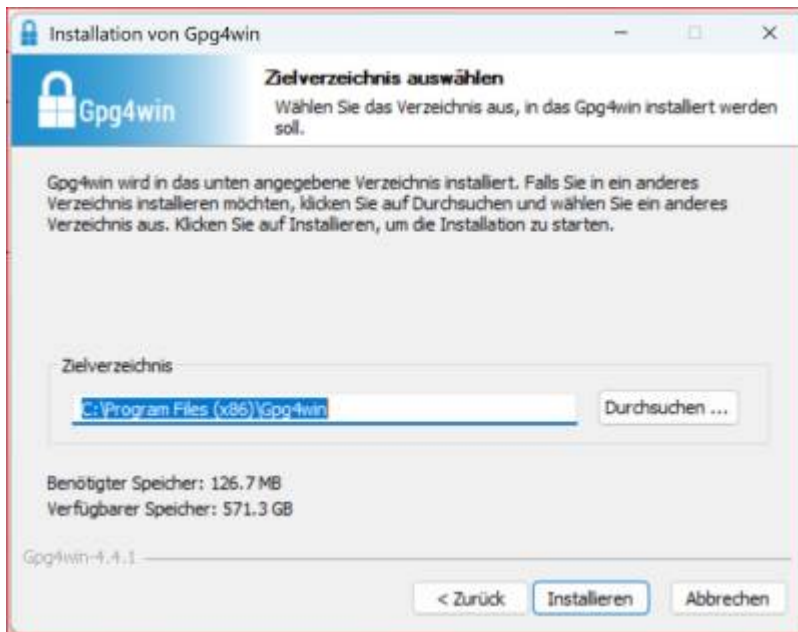 Installation von Gpg4win
Gpg4win
Zielverzeichnis auswählen
Wählen Sie das Verzeichnis aus, in das Gpg4win installiert werden
soll.
Gpg4win wird in das unten angegebene Verzeichnis installiert. Falls Sie in ein anderes
Verzeichnis installieren möchten, klicken Sie auf Durchsuchen und wählen Sie ein anderes
Verzeichnis aus. Klicken Sie auf Installieren, um die Installation zu starten.
Zielverzeichnis
C:\Program Files (x86)\Gpg4win
Durchsuchen ...
Benötigter Speicher: 126.7 MB
Verfügbarer Speicher: 571.3 GB
Gpg4win-4.4.1
< Zurück Installieren Abbrechen